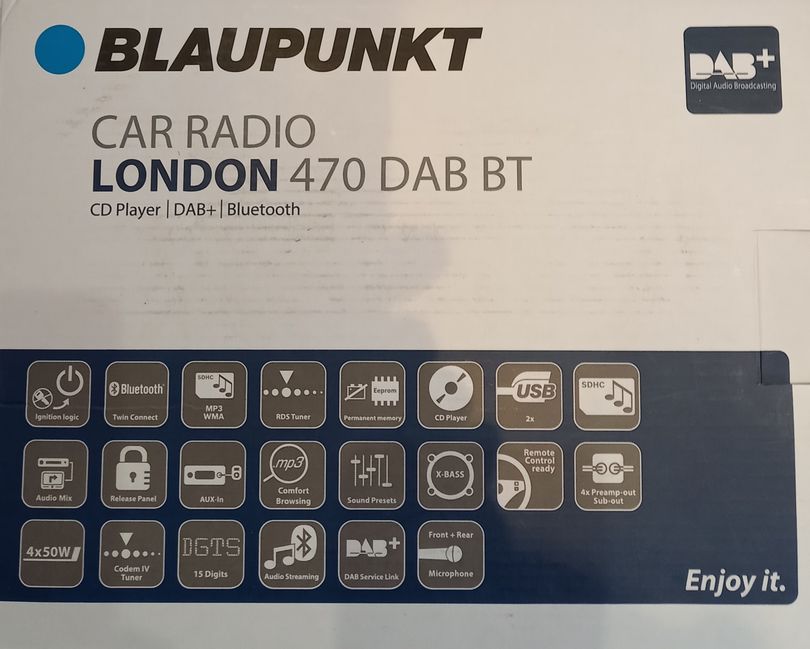 BLAUPUNKT
DAB+
Digital Audio Broadcasting
CAR RADIO
LONDON 470 DAB BT
CD Player | DAB+ | Bluetooth
Ignition logic
Bluetooth
Twin Connect
SDHC
MP3
WMA
RDS Tuner
Eeprom
Permanent memory
CD Player
USB
2x
SDHC
Audio Mix
Release Panel
AUX-In
.mp3
Comfort
Browsing
Sound Presets
X-BASS
Remote
Control
ready
4x Preamp-out
Sub-out
4x50W
Codem IV
Tuner
DGTS
15 Digits
Audio Streaming
DAB+
DAB Service Link
Front + Rear
Microphone
Enjoy it.